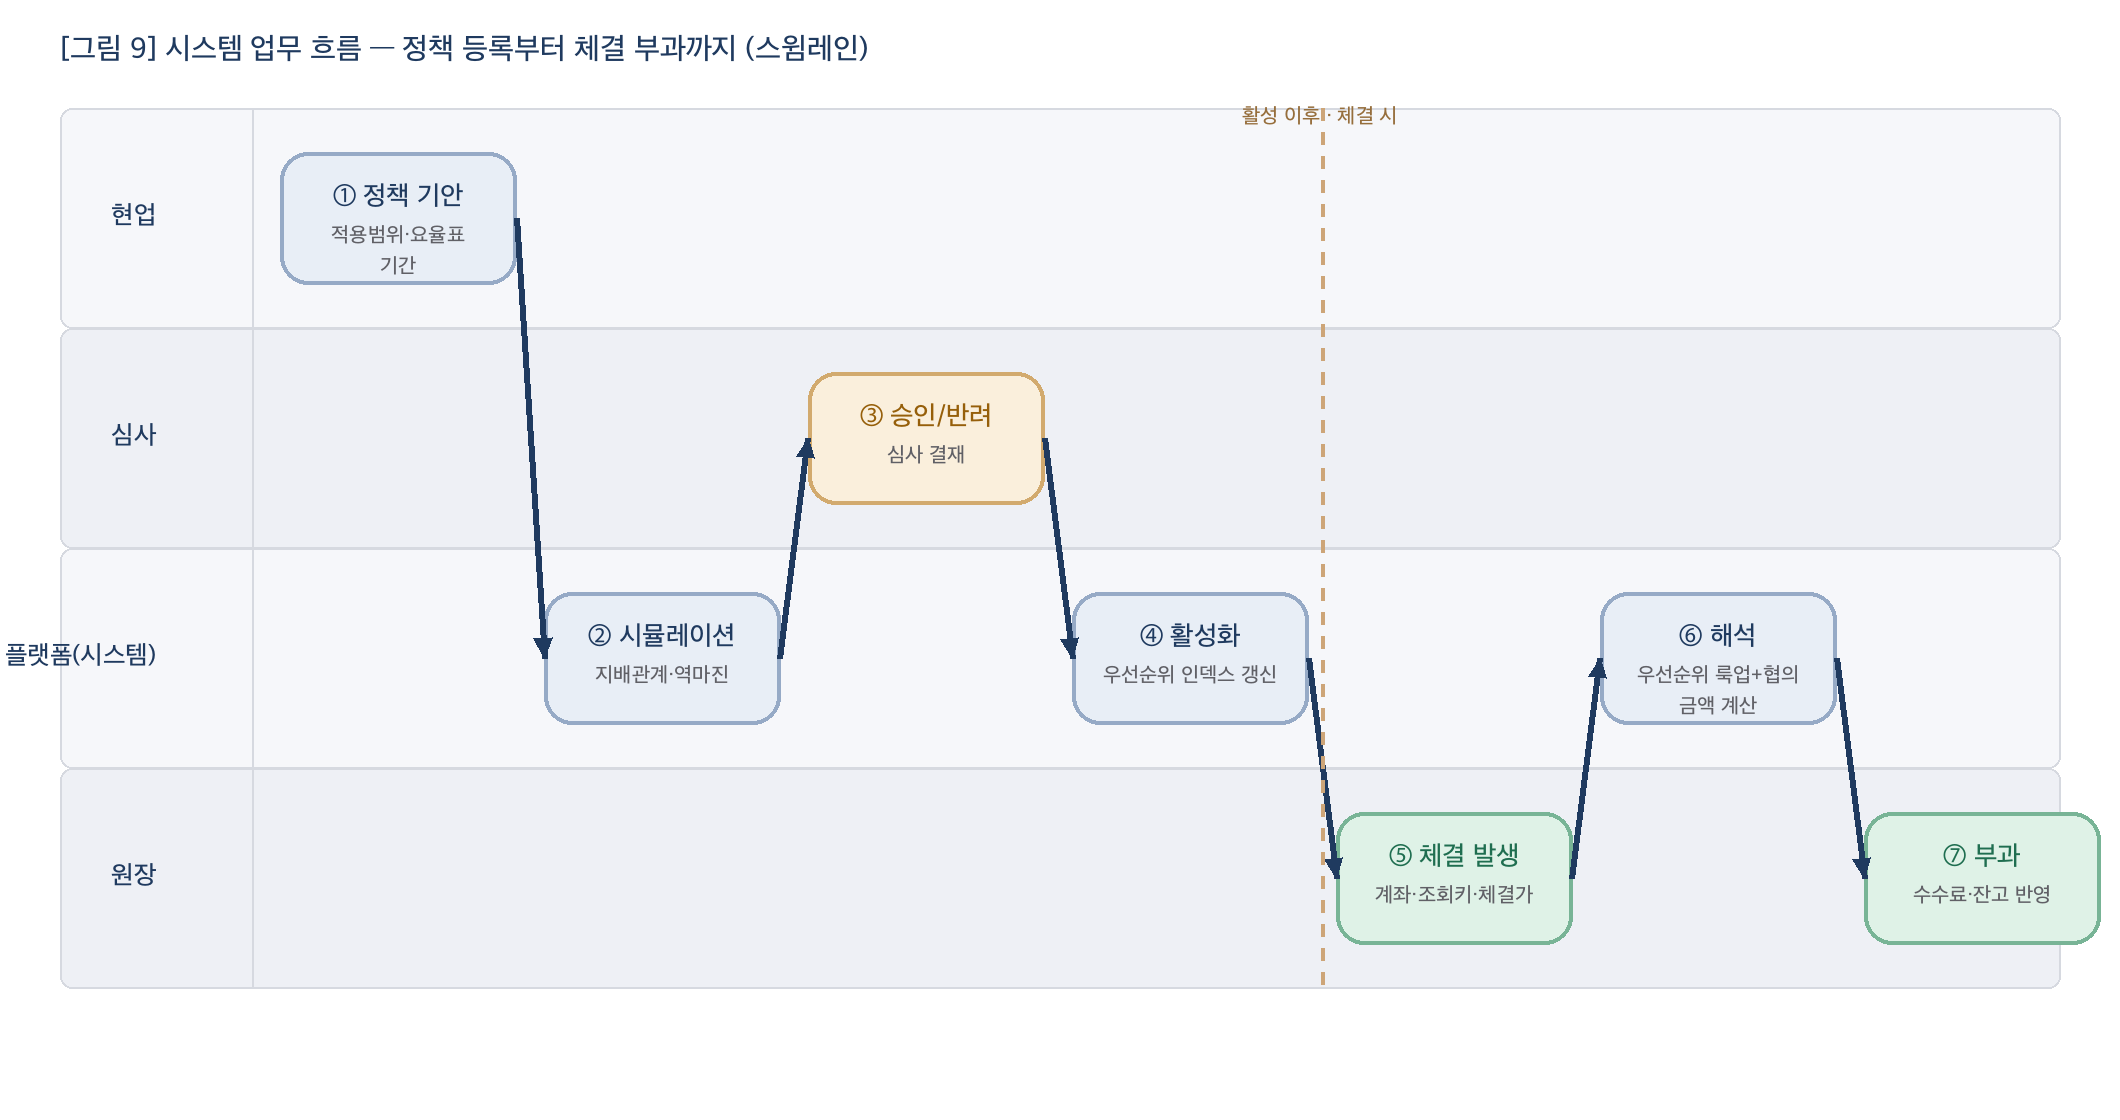 [그림 9] 시스템 업무 흐름 — 정책 등록부터 체결 부과까지 (스윔레인)
활성 이후 · 체결 시
현업
① 정책 기안
적용범위·요율표
기간
심사
③ 승인/반려
심사 결재
플랫폼(시스템)
② 시뮬레이션
지배관계·역마진
④ 활성화
우선순위 인덱스 갱신
⑥ 해석
우선순위 룩업+협의
금액 계산
원장
⑤ 체결 발생
계좌·조회키·체결가
⑦ 부과
수수료·잔고 반영